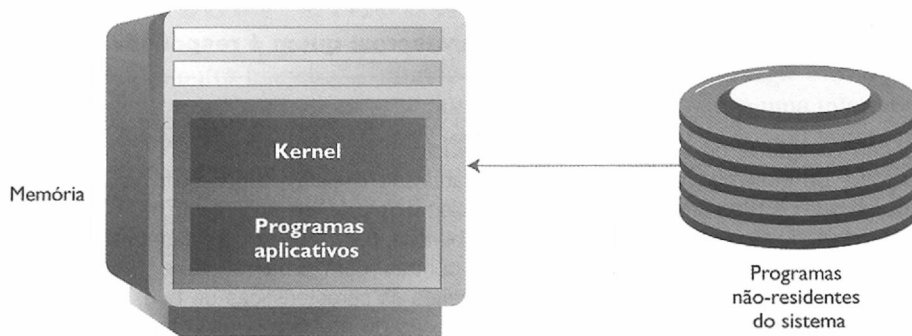 Memória
Kernel
Programas
aplicativos
Programas
não-residentes
do sistema